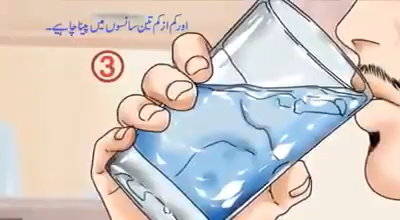 اور کم از کم تین سانسوں میں پینا چاہیے۔
3